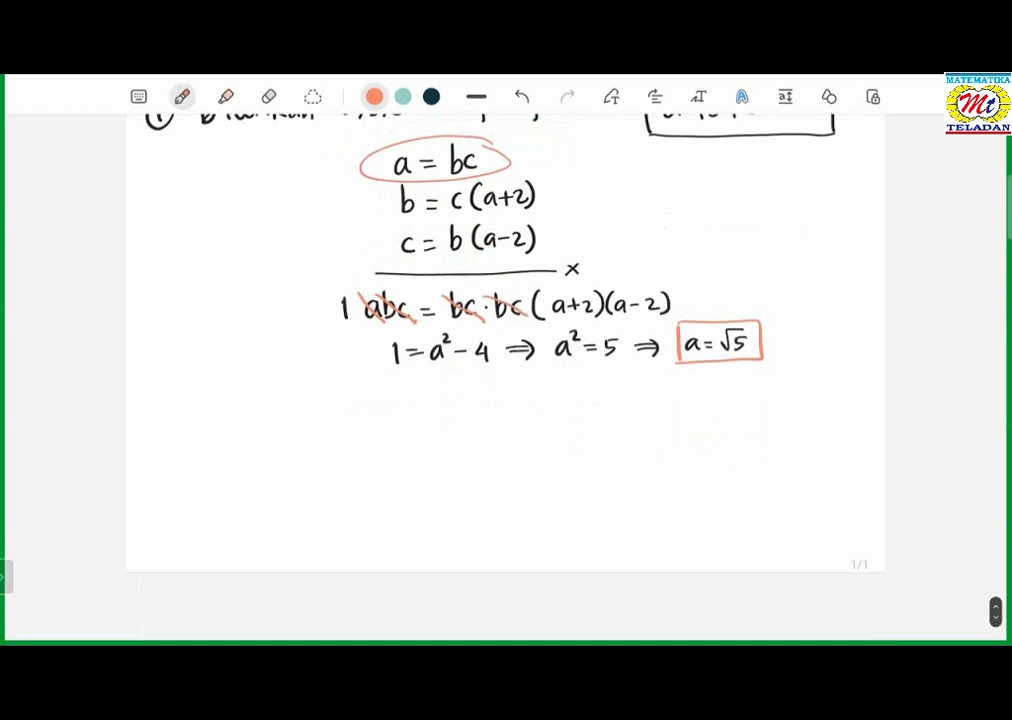 MATEMATIKA
Mt
TELADAN
a = bc
b = c(a+2)
c = b(a-2)
×
1 abc = bc · bc (a+2)(a-2)
1 = a² - 4 ⇒ a² = 5 ⇒ a = √5
1/1